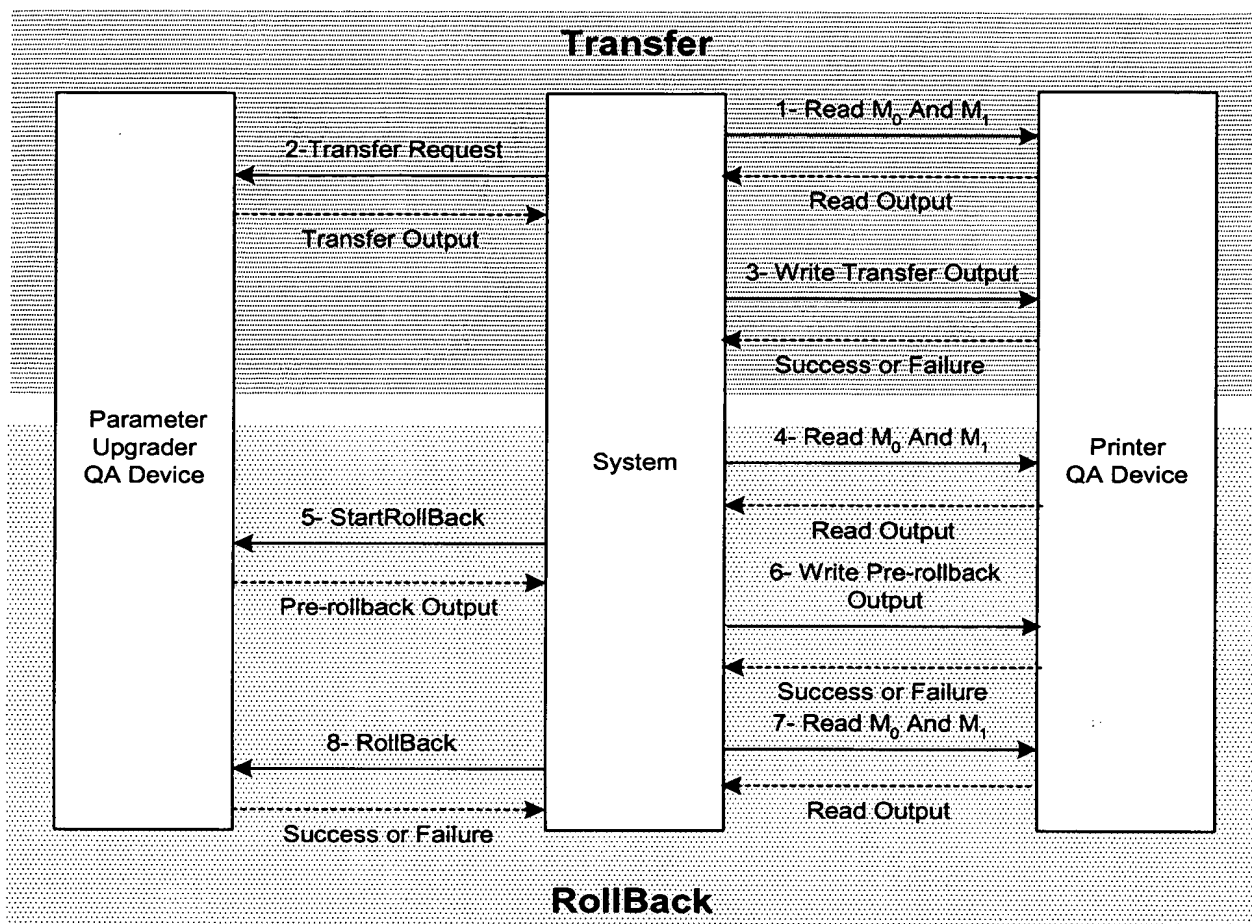 Transfer
1- Read M₀ And M₁
2-Transfer Request
Read Output
Transfer Output
3- Write Transfer Output
Success or Failure
Parameter
Upgrader
QA Device
System
Printer
QA Device
4- Read M₀ And M₁
Read Output
5- StartRollBack
Pre-rollback Output
6- Write Pre-rollback
Output
Success or Failure
7- Read M₀ And M₁
8- RollBack
Read Output
Success or Failure
RollBack